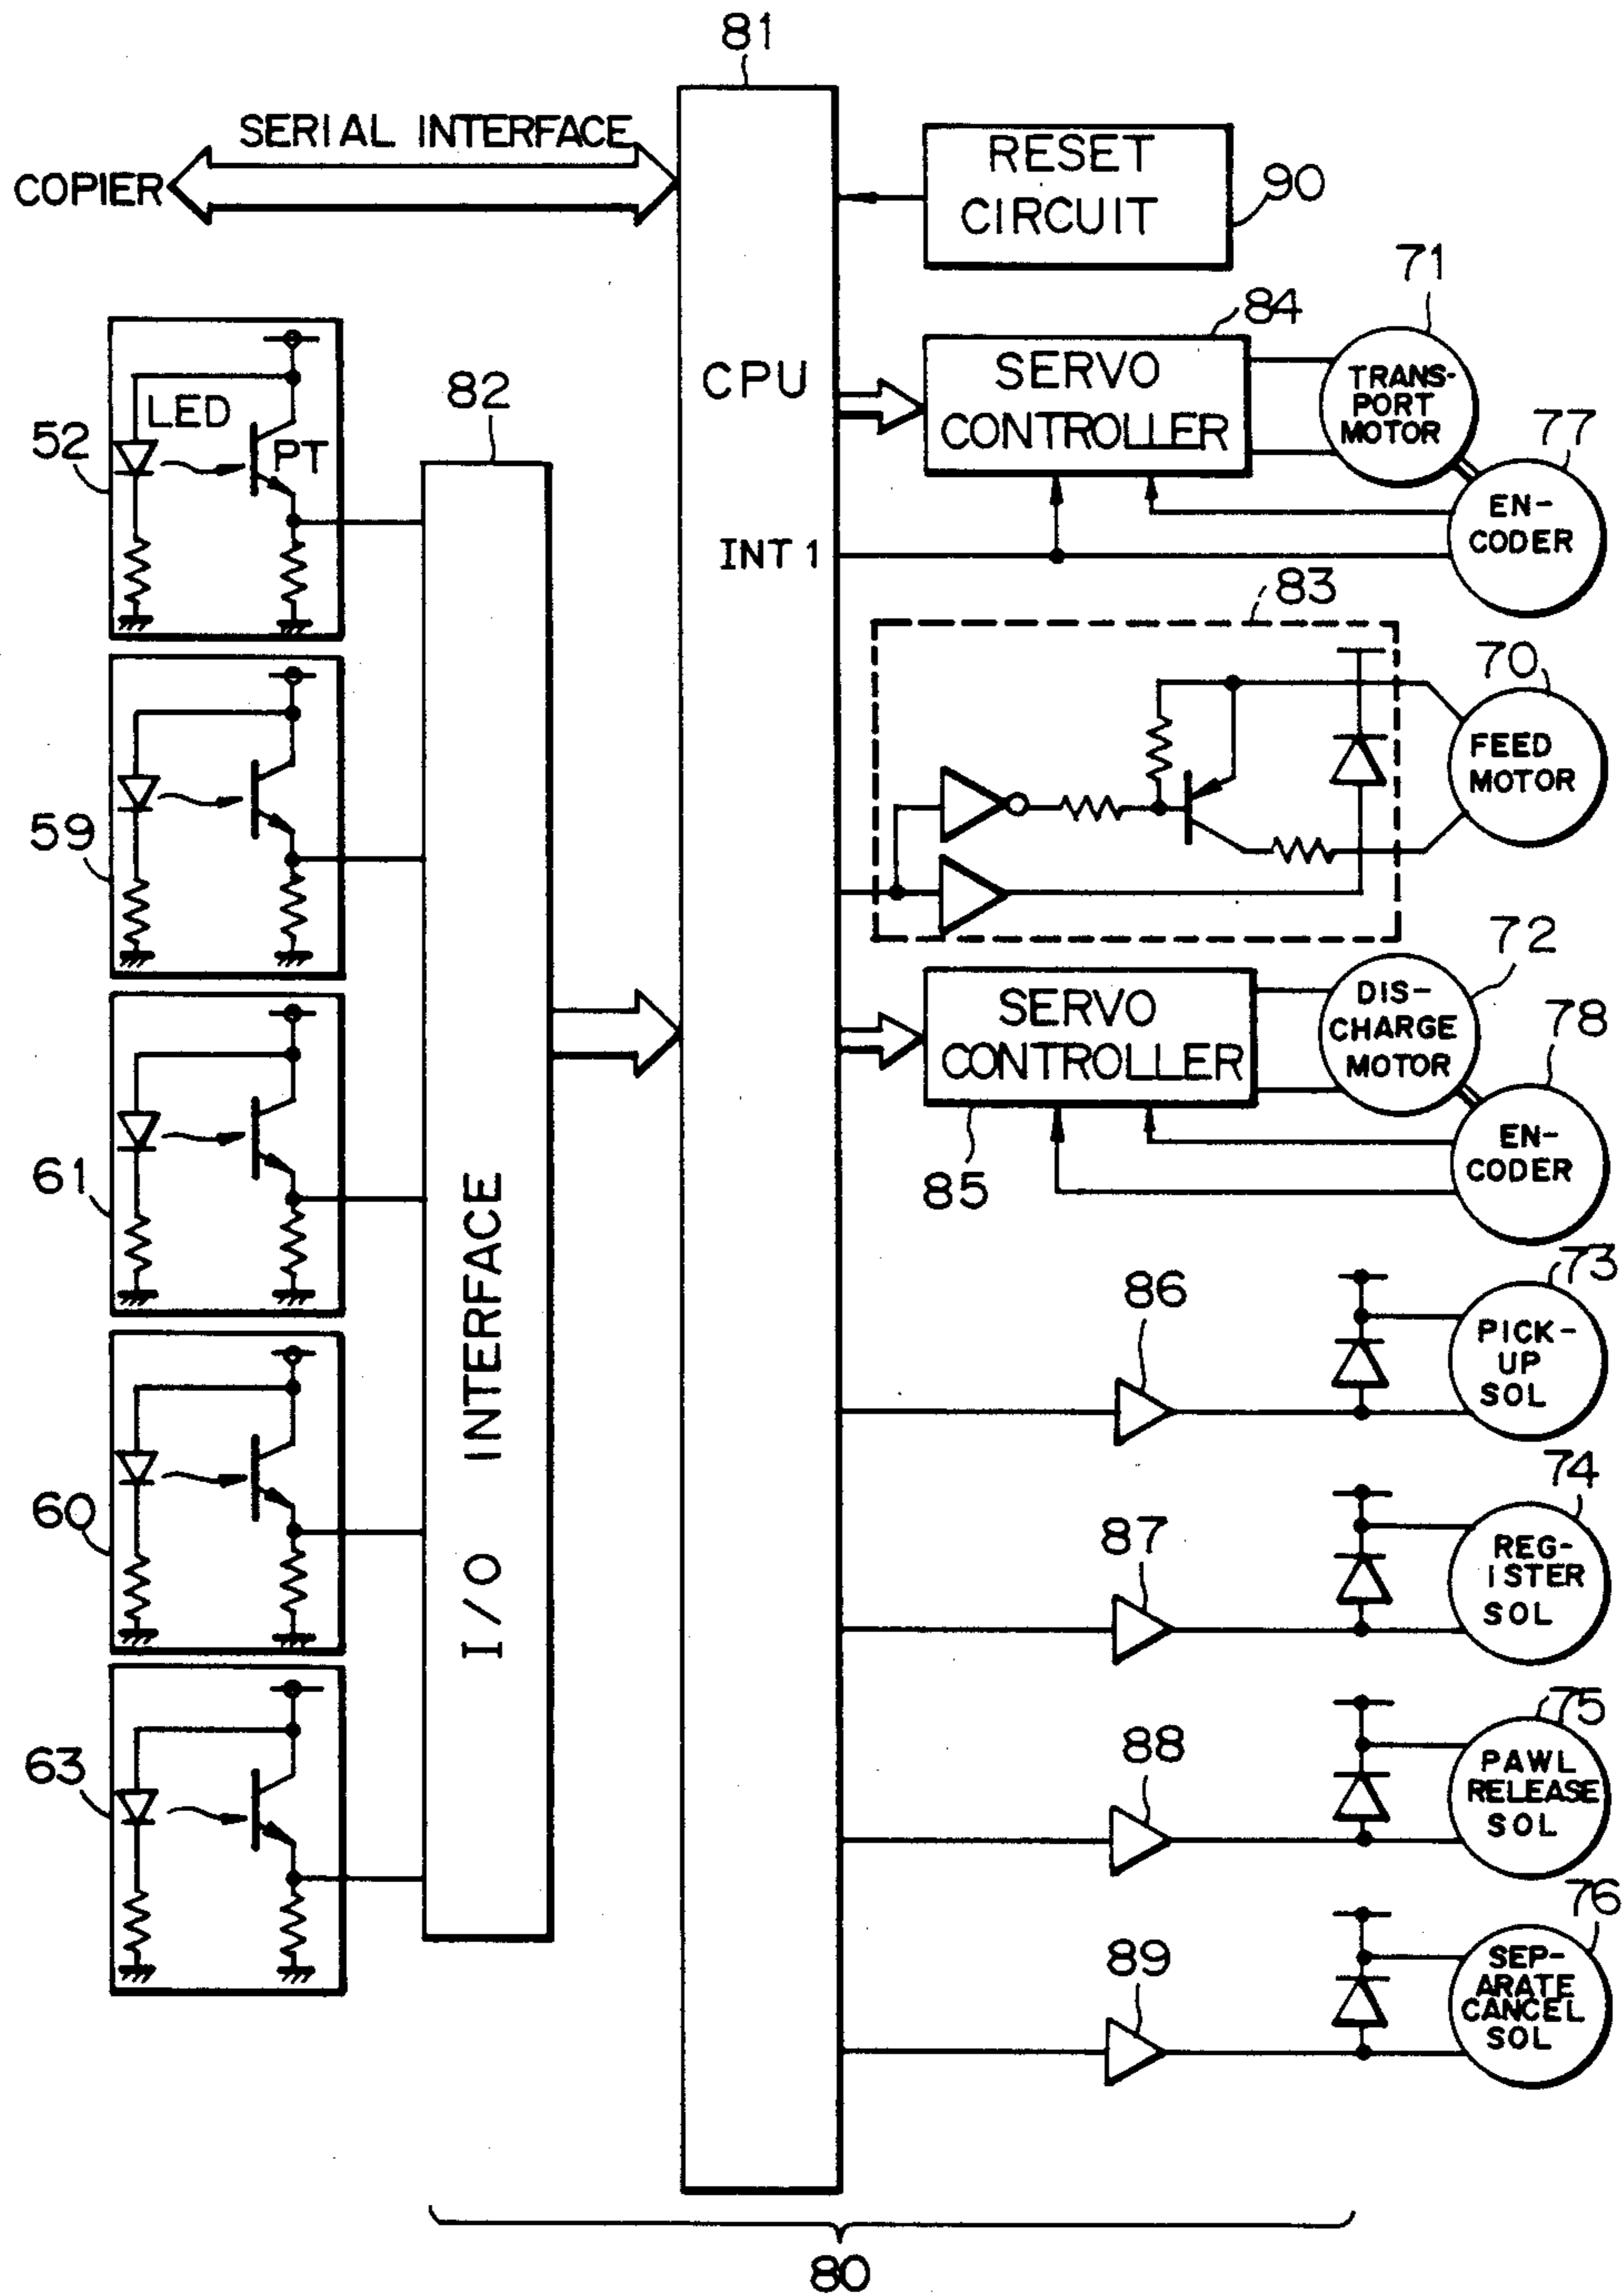 81
SERIAL INTERFACE
COPIER
RESET
CIRCUIT
90
CPU
INT 1
84
SERVO
CONTROLLER
71
TRANS-
PORT
MOTOR
77
EN-
CODER
52
LED
PT
82
I/O INTERFACE
59
61
60
63
83
70
FEED
MOTOR
SERVO
CONTROLLER
85
72
DIS-
CHARGE
MOTOR
78
EN-
CODER
86
73
PICK-
UP
SOL
87
74
REG-
ISTER
SOL
88
75
PAWL
RELEASE
SOL
89
76
SEP-
ARATE
CANCEL
SOL
80